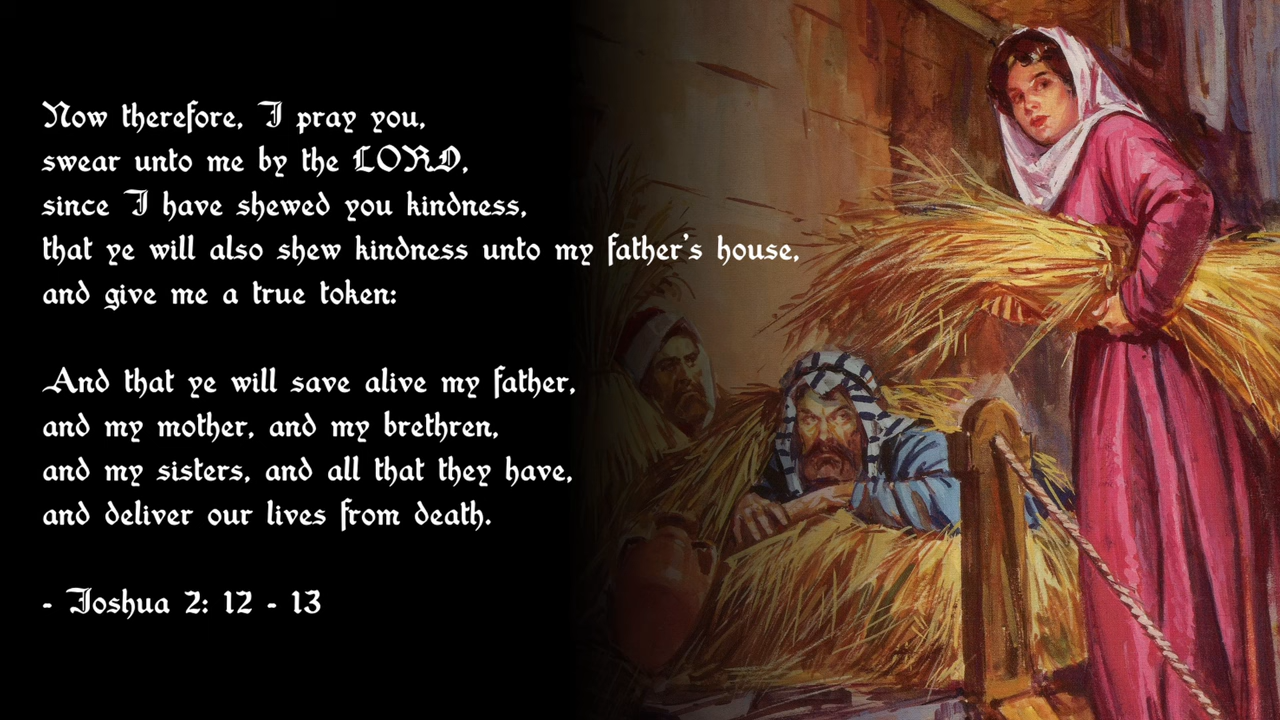 Now therefore, I pray you,
swear unto me by the LORD,
since I have shewed you kindness,
that ye will also shew kindness unto my father's house,
and give me a true token:
And that ye will save alive my father,
and my mother, and my brethren,
and my sisters, and all that they have,
and deliver our lives from death.
- Joshua 2: 12 - 13